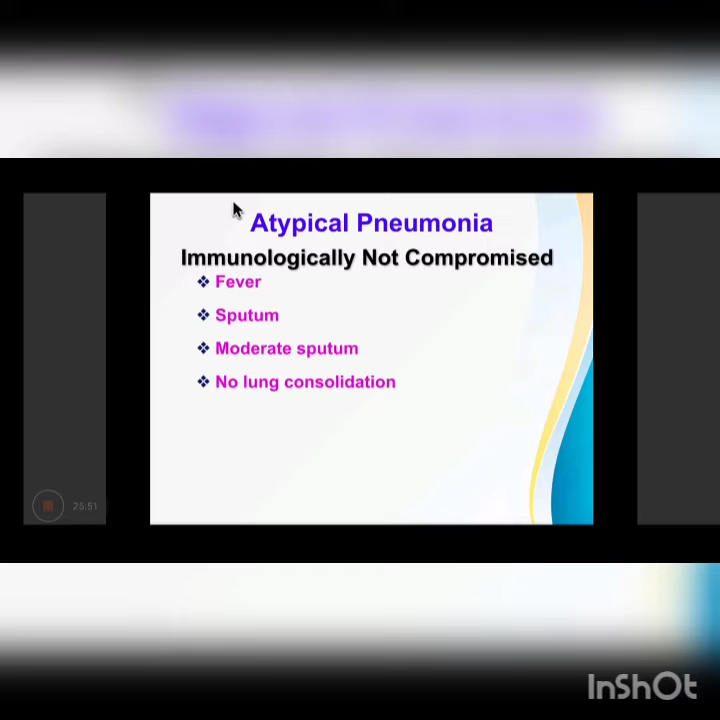 Atypical Pneumonia
Immunologically Not Compromised
❖ Fever
❖ Sputum
❖ Moderate sputum
❖ No lung consolidation
25:51
InShOt